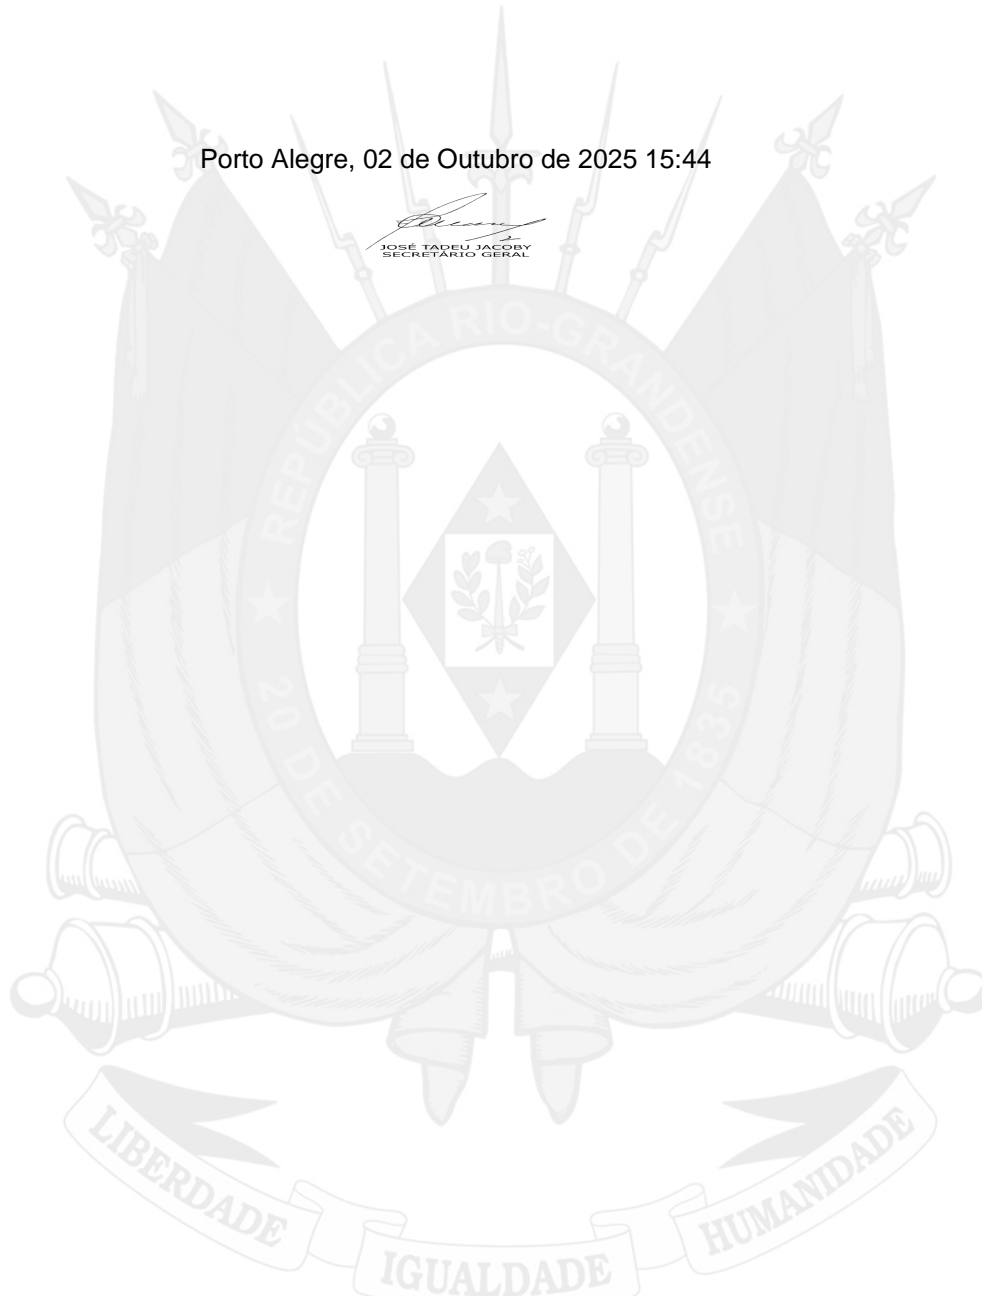 Porto Alegre, 02 de Outubro de 2025 15:44
JOSÉ TADEU JACOBY
SECRETÁRIO GERAL
REPÚBLICA RIO-GRANDENSE
20 DE SETEMBRO DE 1835
LIBERDADE
IGUALDADE
HUMANIDADE